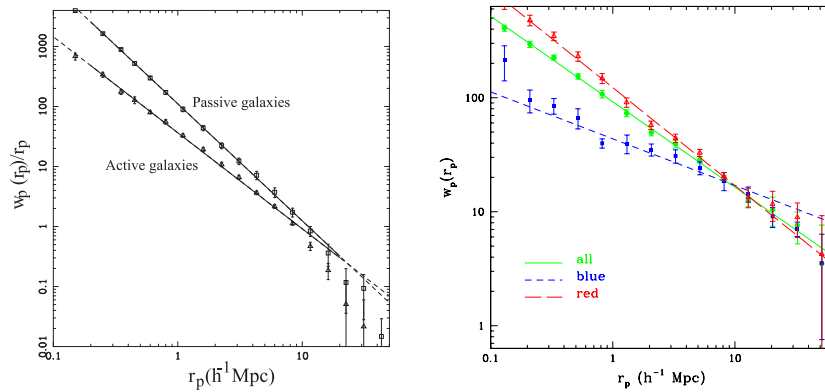 1000
100
10
1
0.1
0.01
w_p (r_p)/r_p
Passive galaxies
Active galaxies
0.1
1
10
r_p(h^-1 Mpc)
100
10
1
w_p(r_p)
all
blue
red
0.1
1
10
r_p (h^-1 Mpc)